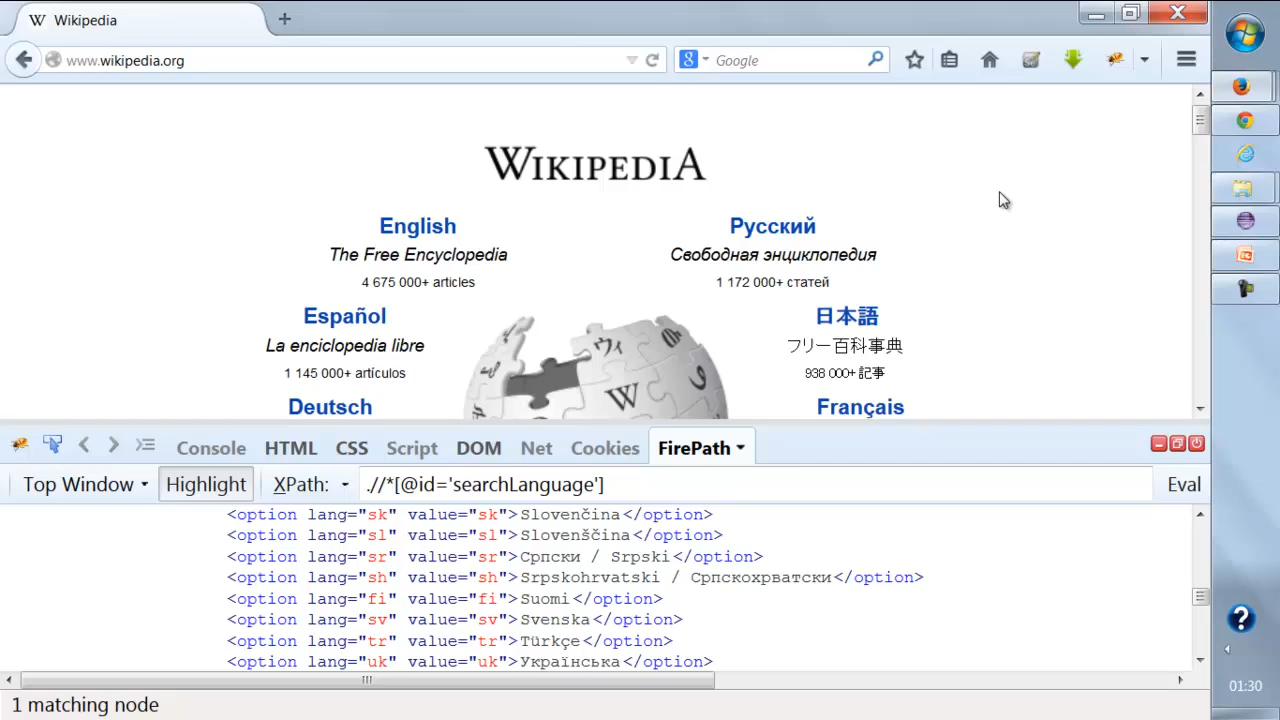 Wikipedia
www.wikipedia.org
Google
WIKIPEDIA
English
Русский
The Free Encyclopedia
Свободная энциклопедия
4 675 000+ articles
1 172 000+ статей
Español
日本語
La enciclopedia libre
フリー百科事典
1 145 000+ artículos
938 000+ 記事
Deutsch
Français
Console HTML CSS Script DOM Net Cookies FirePath
Top Window Highlight XPath: .//*[@id='searchLanguage'] Eval
<option lang="sk" value="sk">Slovenčina</option>
<option lang="sl" value="sl">Slovenščina</option>
<option lang="sr" value="sr">Српски / Srpski</option>
<option lang="sh" value="sh">Srpskohrvatski / Српскохрватски</option>
<option lang="fi" value="fi">Suomi</option>
<option lang="sv" value="sv">Svenska</option>
<option lang="tr" value="tr">Türkçe</option>
<option lang="uk" value="uk">Українська</option>
1 matching node
01:30